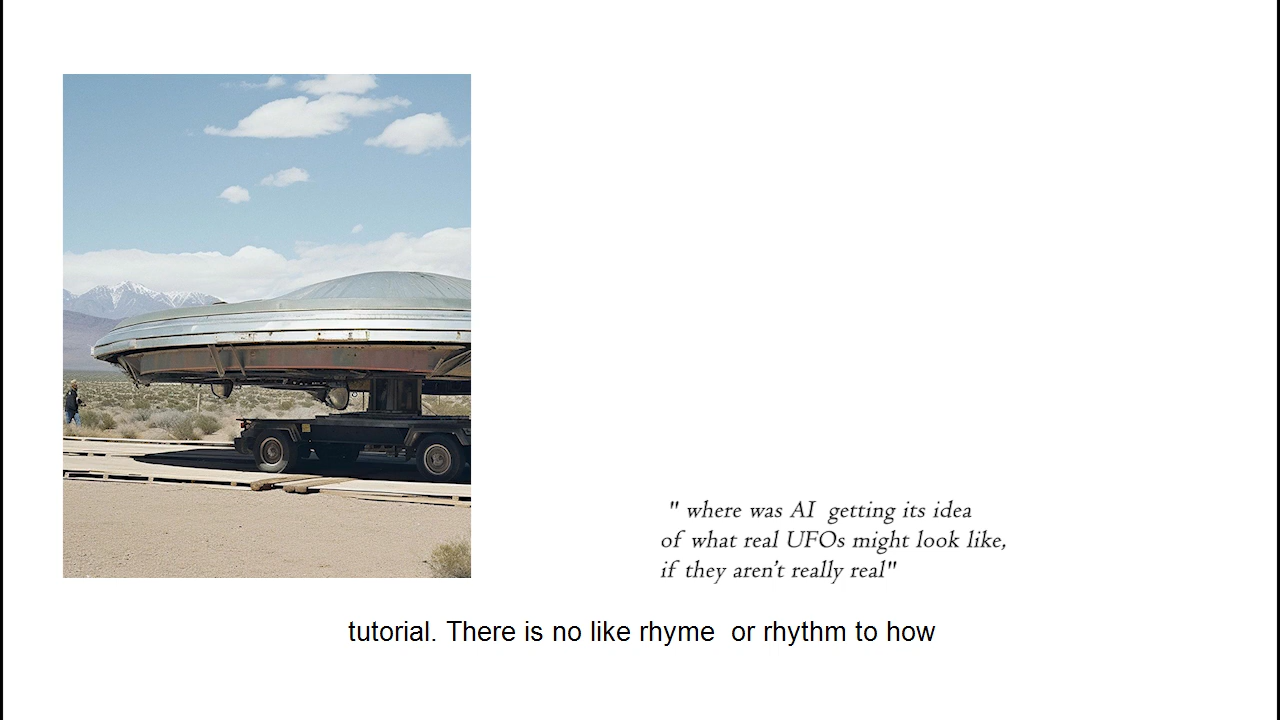 " where was AI getting its idea
of what real UFOs might look like,
if they aren't really real"
tutorial. There is no like rhyme or rhythm to how